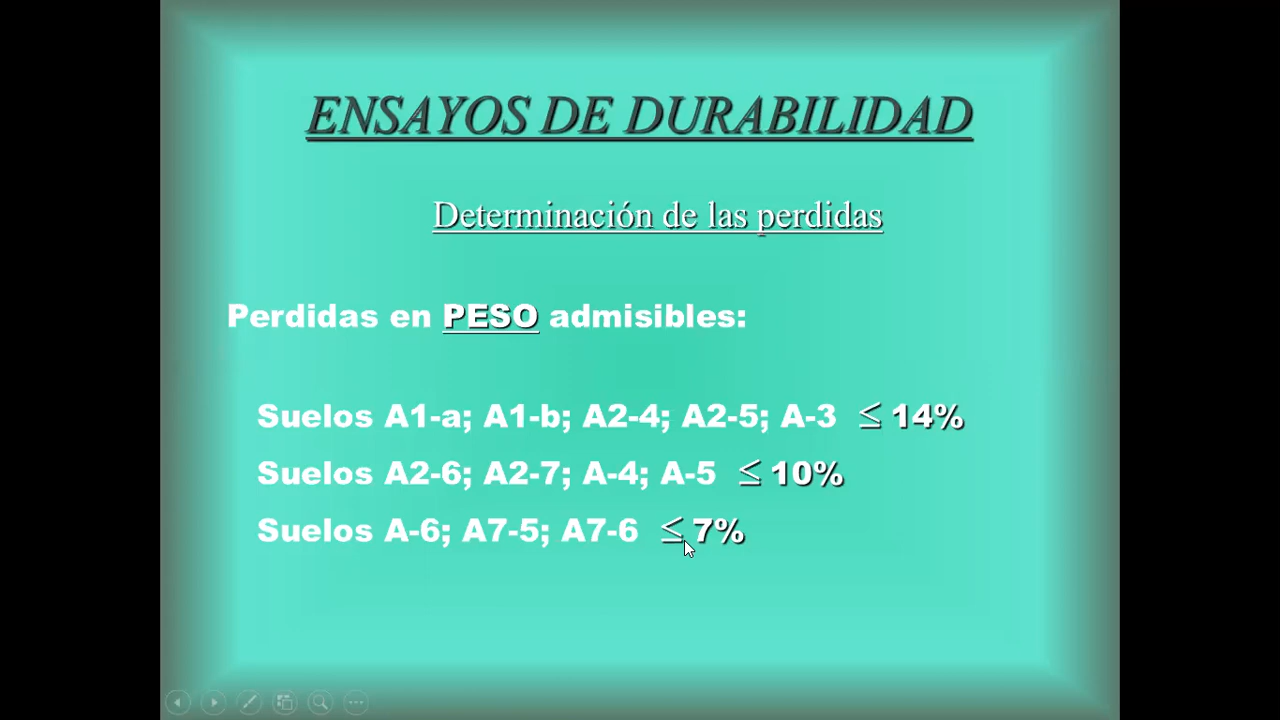 ENSAYOS DE DURABILIDAD
Determinación de las perdidas
Perdidas en PESO admisibles:
Suelos A1-a; A1-b; A2-4; A2-5; A-3 ≤ 14%
Suelos A2-6; A2-7; A-4; A-5 ≤ 10%
Suelos A-6; A7-5; A7-6 ≤ 7%